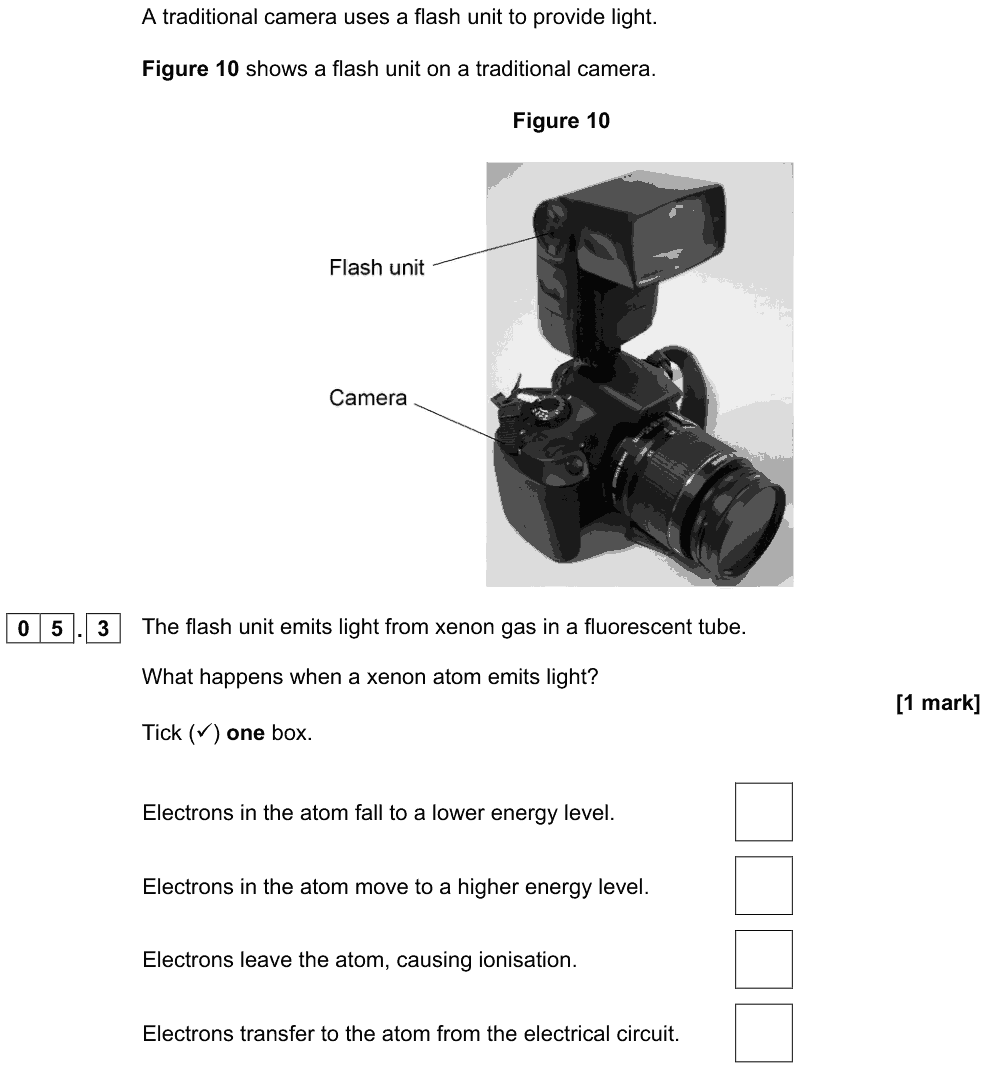 A traditional camera uses a flash unit to provide light.
Figure 10 shows a flash unit on a traditional camera.
Figure 10
Flash unit
Camera
0 5 . 3 The flash unit emits light from xenon gas in a fluorescent tube.
What happens when a xenon atom emits light?
[1 mark]
Tick (✓) one box.
Electrons in the atom fall to a lower energy level.
Electrons in the atom move to a higher energy level.
Electrons leave the atom, causing ionisation.
Electrons transfer to the atom from the electrical circuit.